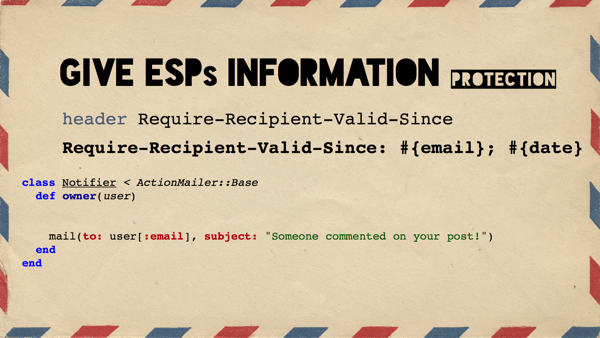 GIVE ESPs INFORMATION PROTECTION
header Require-Recipient-Valid-Since
Require-Recipient-Valid-Since: #{email}; #{date}
class Notifier < ActionMailer::Base
  def owner(user)
    mail(to: user[:email], subject: "Someone commented on your post!")
  end
end